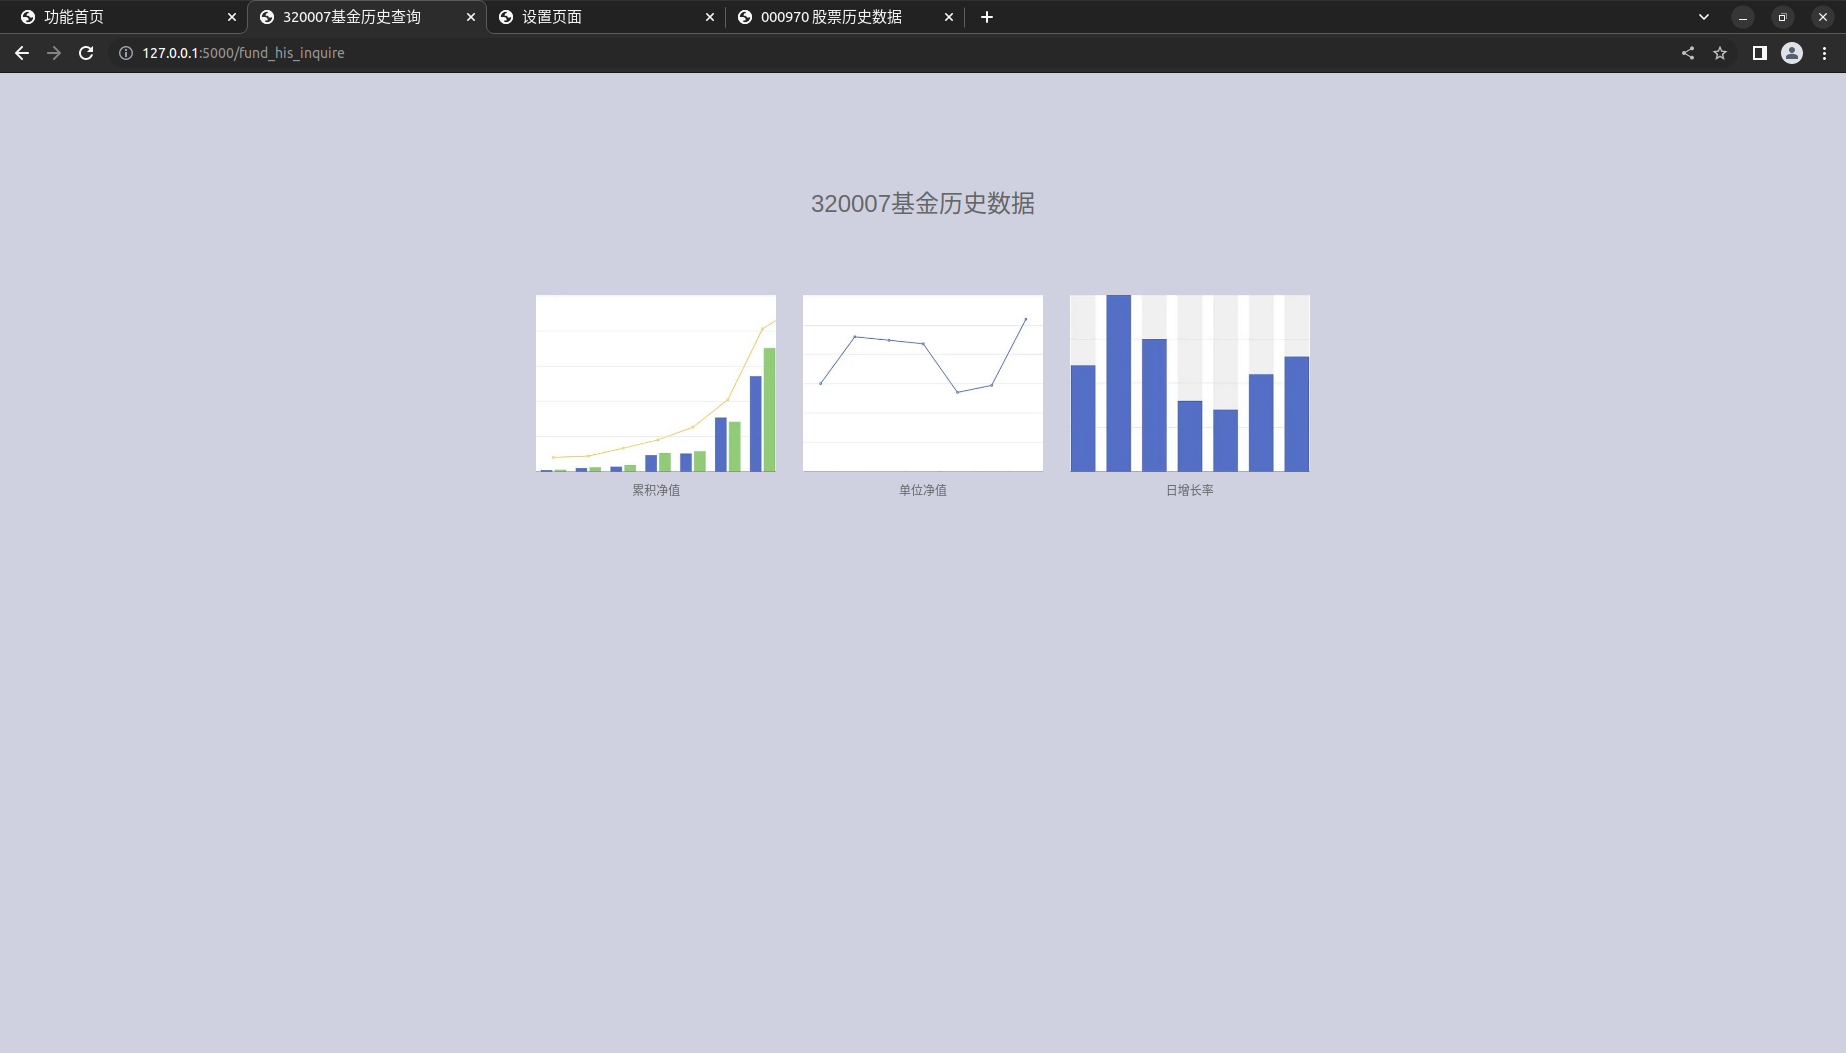 功能首页
320007基金历史查询
设置页面
000970 股票历史数据
127.0.0.1:5000/fund_his_inquire
320007基金历史数据
累积净值
单位净值
日增长率